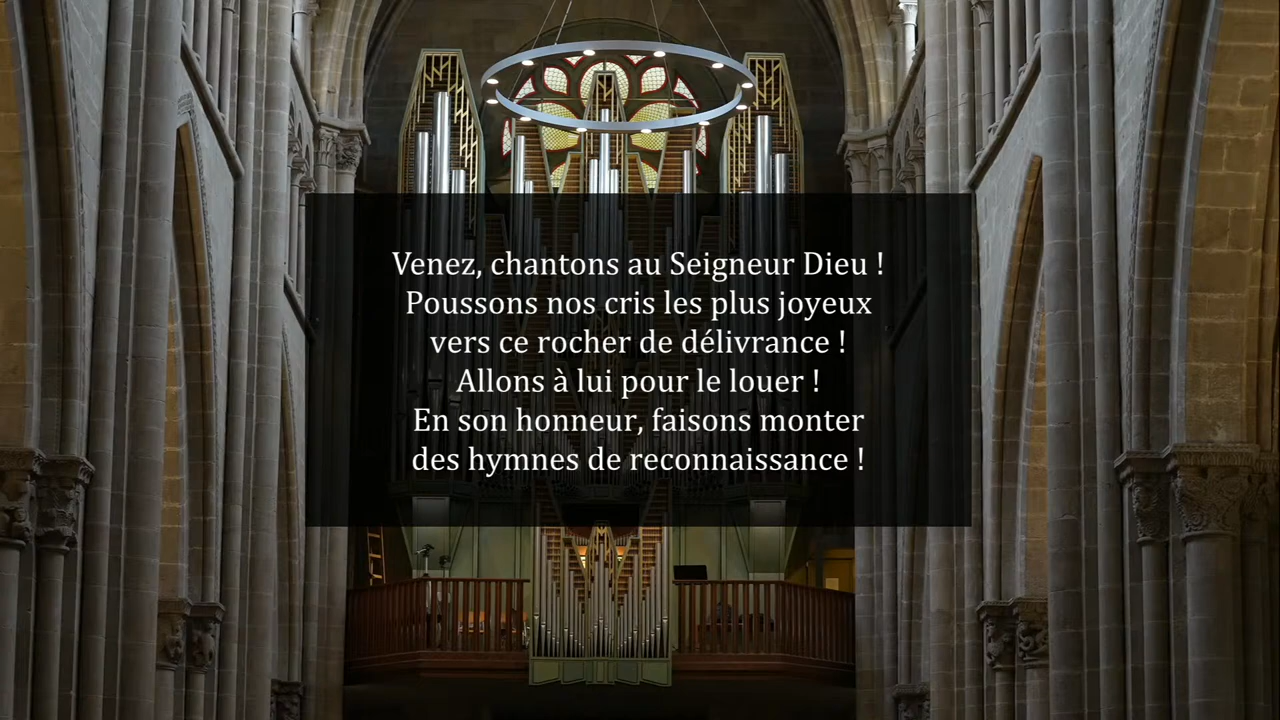 Venez, chantons au Seigneur Dieu !
Poussons nos cris les plus joyeux
vers ce rocher de délivrance !
Allons à lui pour le louer !
En son honneur, faisons monter
des hymnes de reconnaissance !